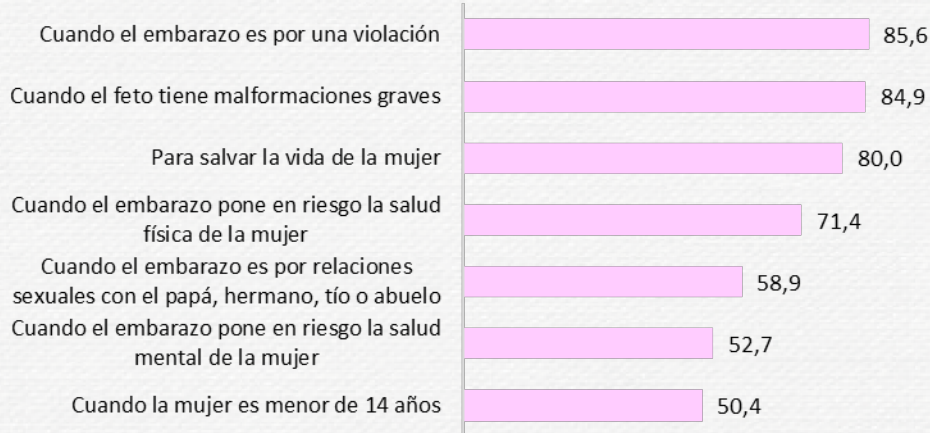 Cuando el embarazo es por una violación 85,6
Cuando el feto tiene malformaciones graves 84,9
Para salvar la vida de la mujer 80,0
Cuando el embarazo pone en riesgo la salud
física de la mujer 71,4
Cuando el embarazo es por relaciones
sexuales con el papá, hermano, tío o abuelo 58,9
Cuando el embarazo pone en riesgo la salud
mental de la mujer 52,7
Cuando la mujer es menor de 14 años 50,4